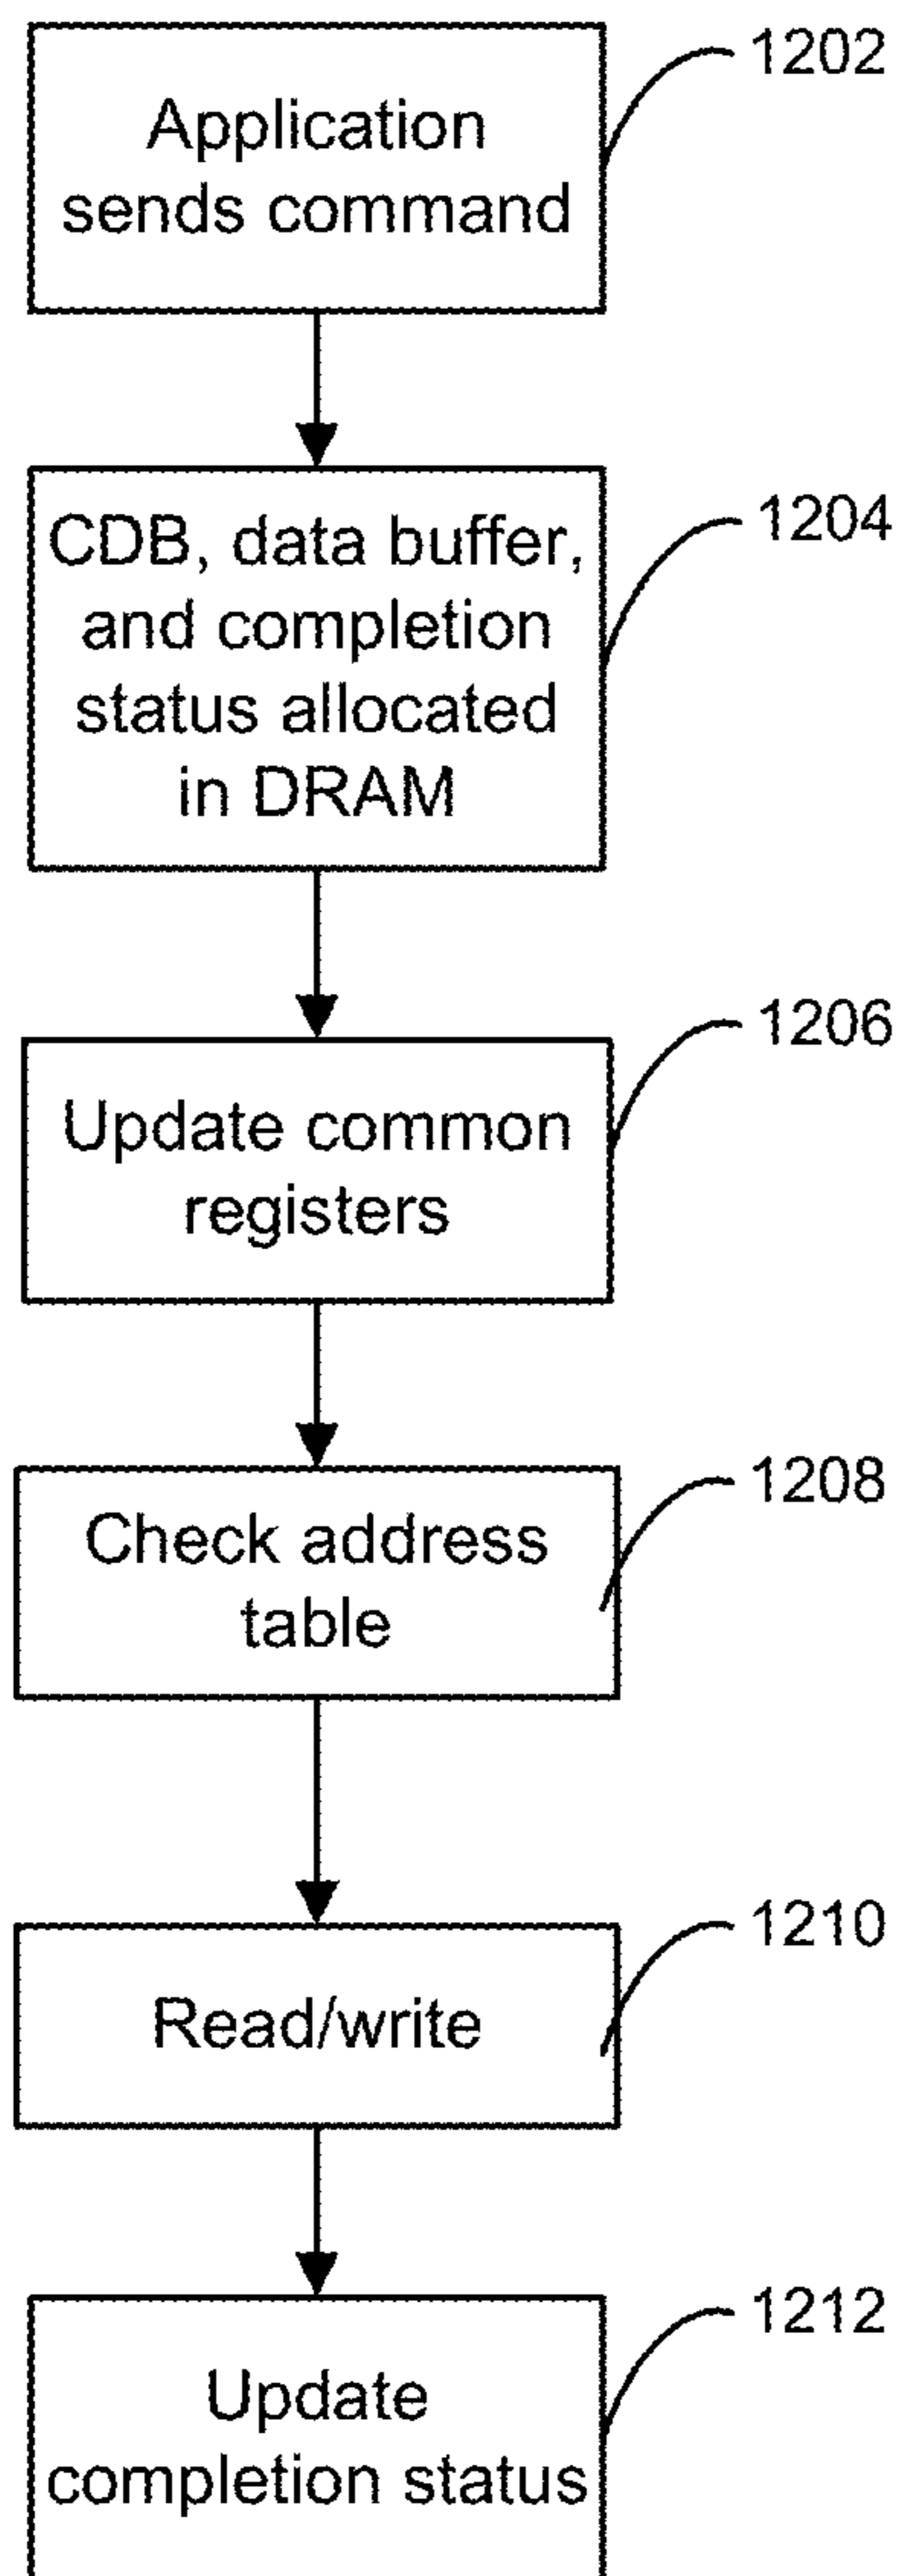 1202
Application
sends command
1204
CDB, data buffer,
and completion
status allocated
in DRAM
1206
Update common
registers
1208
Check address
table
1210
Read/write
1212
Update
completion status